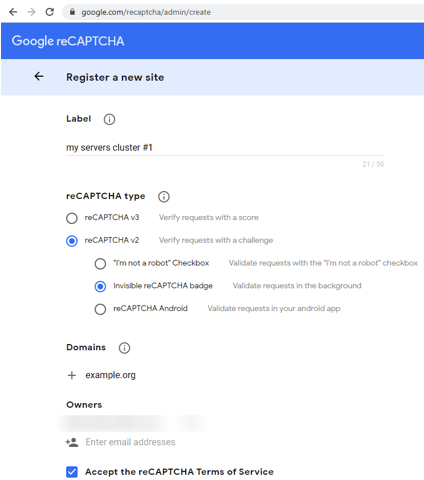 google.com/recaptcha/admin/create
Google reCAPTCHA
Register a new site
Label
my servers cluster #1
21 / 50
reCAPTCHA type
reCAPTCHA v3 Verify requests with a score
reCAPTCHA v2 Verify requests with a challenge
"I'm not a robot" Checkbox Validate requests with the "I'm not a robot" checkbox
Invisible reCAPTCHA badge Validate requests in the background
reCAPTCHA Android Validate requests in your android app
Domains
example.org
Owners
Enter email addresses
Accept the reCAPTCHA Terms of Service